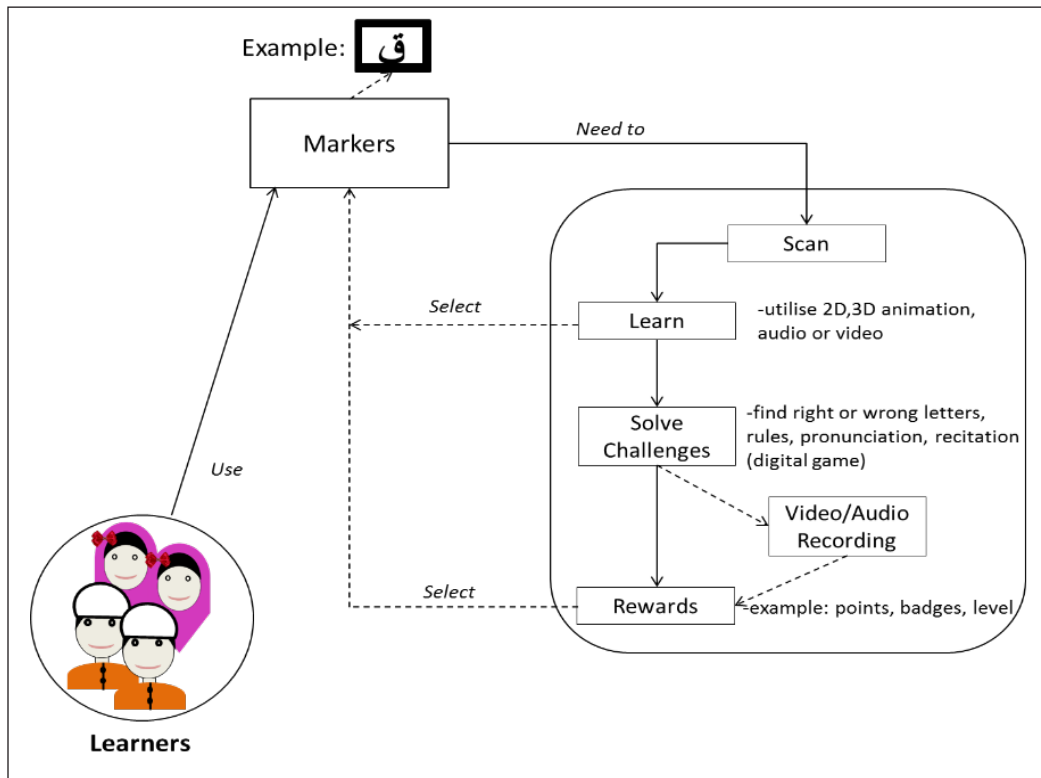 Example:
ق
Markers
Need to
Scan
Select
Learn
-utilise 2D,3D animation,
audio or video
Solve
Challenges
-find right or wrong letters,
rules, pronunciation, recitation
(digital game)
Use
Video/Audio
Recording
Select
Rewards
-example: points, badges, level
Learners